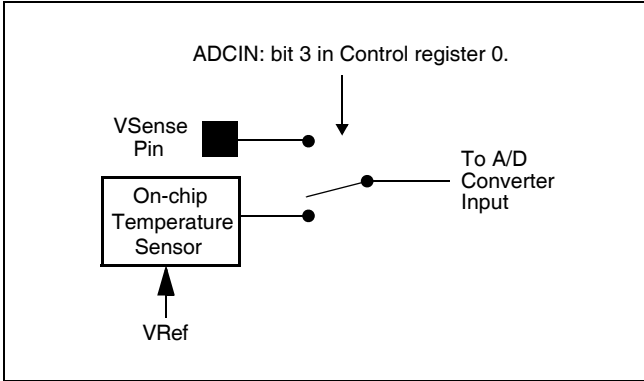 ADCIN: bit 3 in Control register 0.
VSense
Pin
To A/D
Converter
Input
On-chip
Temperature
Sensor
VRef